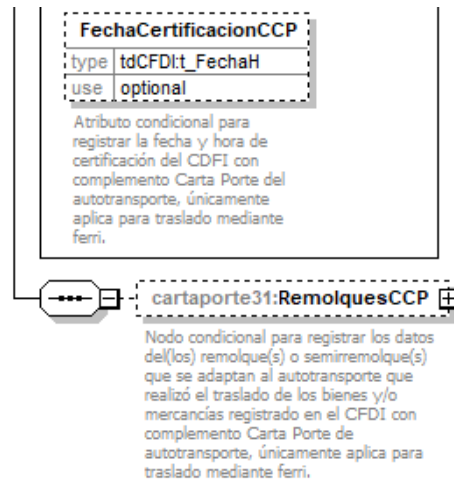 FechaCertificacionCCP
type tdCFDI:t_FechaH
use optional
Atributo condicional para
registrar la fecha y hora de
certificación del CDFI con
complemento Carta Porte del
autotransporte, únicamente
aplica para traslado mediante
ferri.
cartaporte31:RemolquesCCP
Nodo condicional para registrar los datos
del(los) remolque(s) o semirremolque(s)
que se adaptan al autotransporte que
realizó el traslado de los bienes y/o
mercancías registrado en el CFDI con
complemento Carta Porte de
autotransporte, únicamente aplica para
traslado mediante ferri.